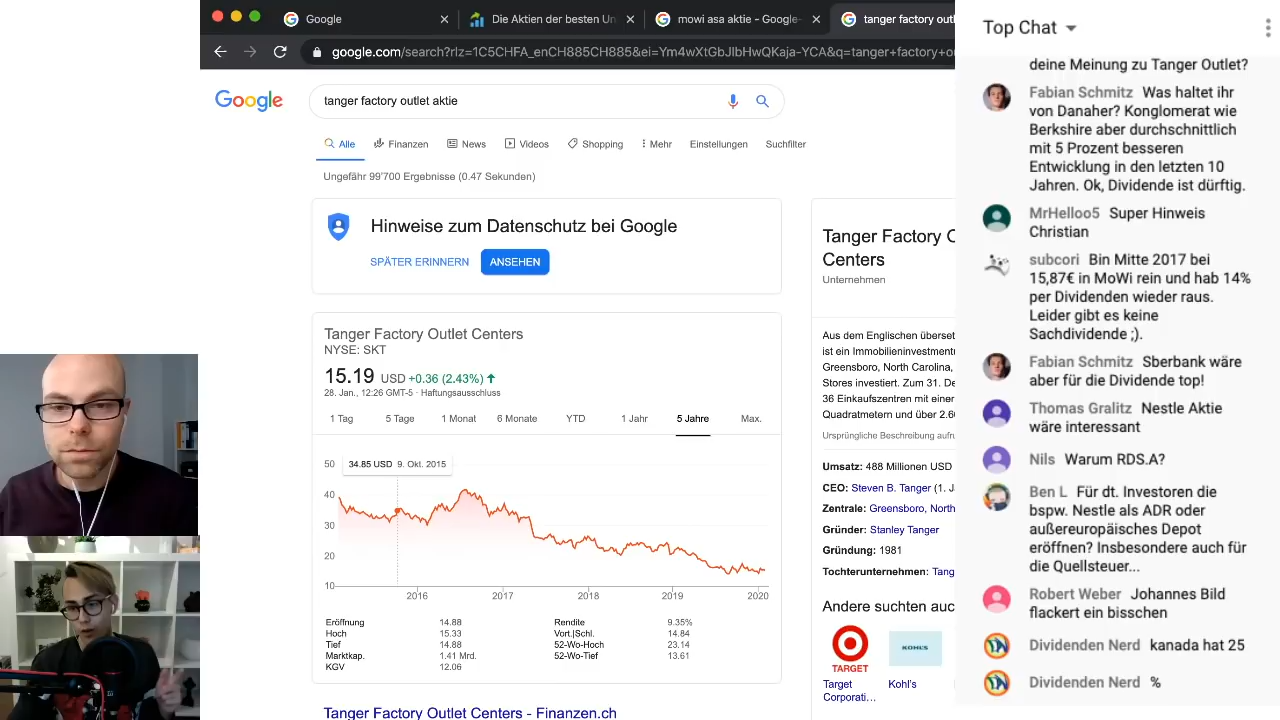 Google
Die Aktien der besten Un
mowi asa aktie - Google-
tanger factory outl
google.com/search?rlz=1C5CHFA_enCH885CH885&ei=Ym4wXtGbJIbHwQKaja-YCA&q=tanger+factory+o
Google
tanger factory outlet aktie
Alle
Finanzen
News
Videos
Shopping
Mehr
Einstellungen
Suchfilter
Ungefähr 99'700 Ergebnisse (0.47 Sekunden)
Hinweise zum Datenschutz bei Google
SPÄTER ERINNERN
ANSEHEN
Tanger Factory Outlet Centers
NYSE: SKT
15.19 USD +0.36 (2.43%)
28. Jan., 12:26 GMT-5 · Haftungsausschluss
1 Tag
5 Tage
1 Monat
6 Monate
YTD
1 Jahr
5 Jahre
Max.
34.85 USD 9. Okt. 2015
50
40
30
20
10
2016
2017
2018
2019
2020
Eröffnung 14.88
Hoch 15.33
Tief 14.88
Marktkap. 1.41 Mrd.
KGV 12.06
Rendite 9.35%
Vort.|Schl. 14.84
52-Wo-Hoch 23.14
52-Wo-Tief 13.61
Tanger Factory Outlet Centers - Finanzen.ch
Tanger Factory O
Centers
Unternehmen
Aus dem Englischen überset
ist ein Immobilieninvestment
Greensboro, North Carolina,
Stores investiert. Zum 31. De
36 Einkaufszentren mit einer
Quadratmetern und über 2.6
Ursprüngliche Beschreibung aufru
Umsatz: 488 Millionen USD
CEO: Steven B. Tanger (1. J
Zentrale: Greensboro, North
Gründer: Stanley Tanger
Gründung: 1981
Tochterunternehmen: Tang
Andere suchten auc
TARGET
KOHL'S
Target
Corporati…
Kohl's
Top Chat
deine Meinung zu Tanger Outlet?
Fabian Schmitz Was haltet ihr
von Danaher? Konglomerat wie
Berkshire aber durchschnittlich
mit 5 Prozent besseren
Entwicklung in den letzten 10
Jahren. Ok, Dividende ist dürftig.
MrHelloo5 Super Hinweis
Christian
subcori Bin Mitte 2017 bei
15,87€ in MoWi rein und hab 14%
per Dividenden wieder raus.
Leider gibt es keine
Sachdividende ;).
Fabian Schmitz Sberbank wäre
aber für die Dividende top!
Thomas Gralitz Nestle Aktie
wäre interessant
Nils Warum RDS.A?
Ben L Für dt. Investoren die
bspw. Nestle als ADR oder
außereuropäisches Depot
eröffnen? Insbesondere auch für
die Quellsteuer...
Robert Weber Johannes Bild
flackert ein bisschen
Dividenden Nerd kanada hat 25
Dividenden Nerd %